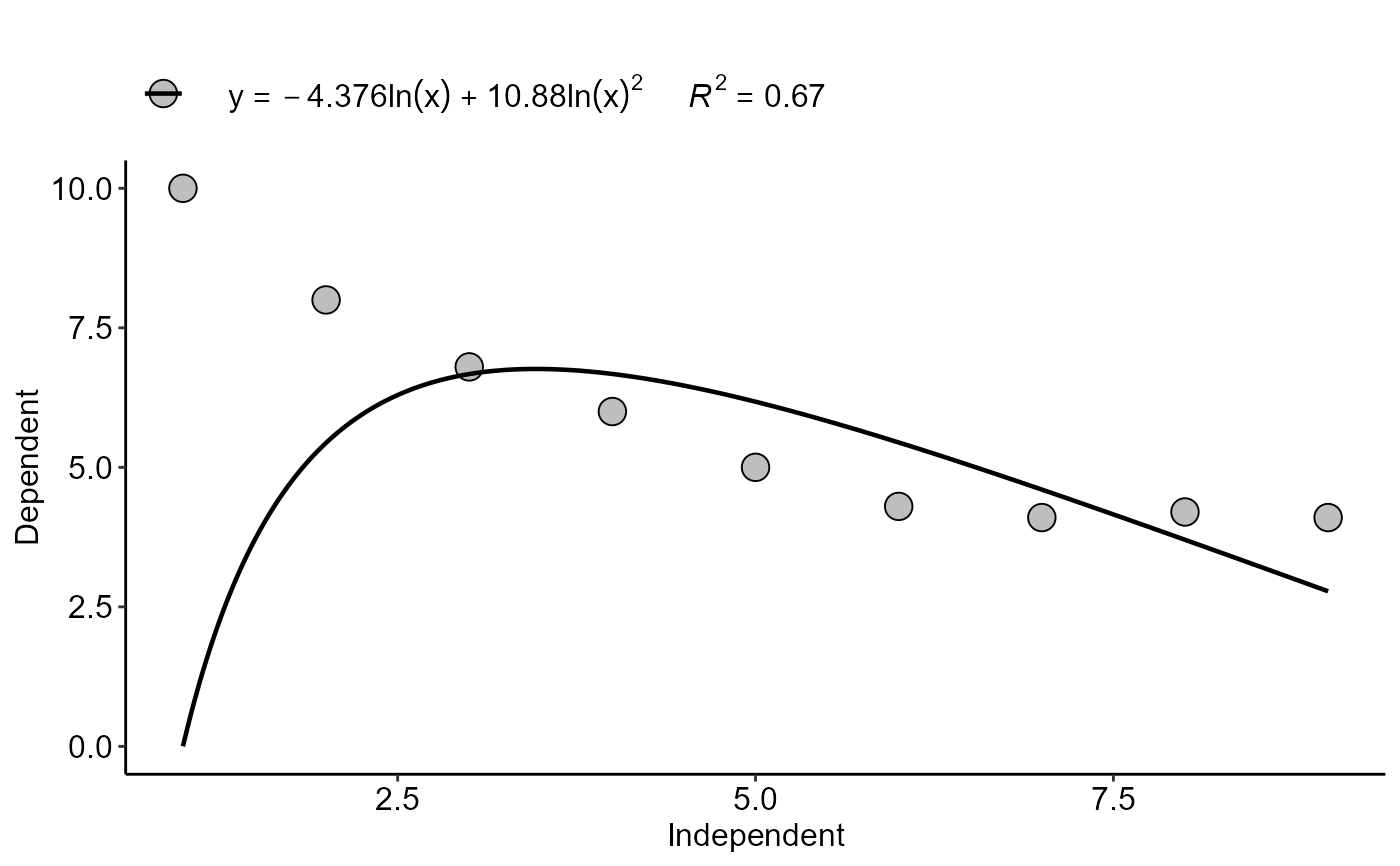 y = − 4.376ln(x) + 10.88ln(x)² R² = 0.67
10.0
7.5
5.0
2.5
0.0
Dependent
2.5 5.0 7.5
Independent